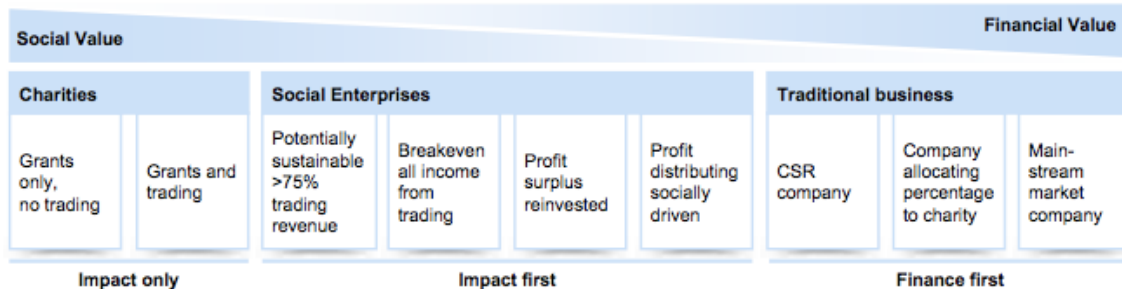 Social Value
Financial Value
Charities
Social Enterprises
Traditional business
Grants
only,
no trading
Grants and
trading
Potentially
sustainable
>75%
trading
revenue
Breakeven
all income
from
trading
Profit
surplus
reinvested
Profit
distributing
socially
driven
CSR
company
Company
allocating
percentage
to charity
Main-
stream
market
company
Impact only
Impact first
Finance first